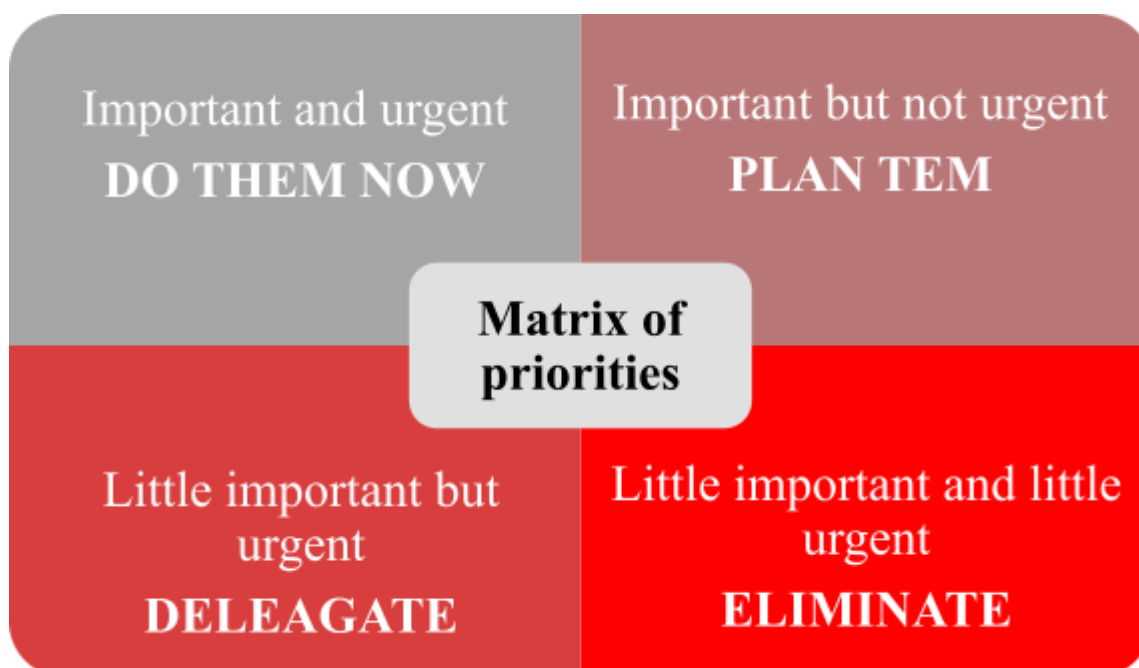 Important and urgent
DO THEM NOW
Important but not urgent
PLAN TEM
Matrix of
priorities
Little important but
urgent
DELEAGATE
Little important and little
urgent
ELIMINATE